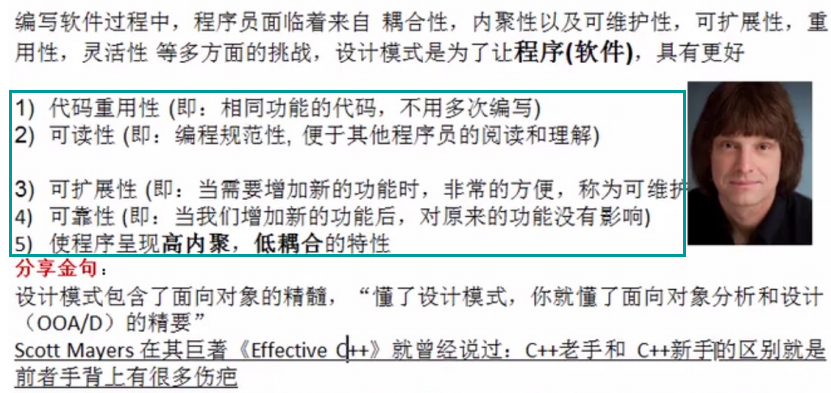 编写软件过程中，程序员面临着来自 耦合性，内聚性以及可维护性，可扩展性，重
用性，灵活性 等多方面的挑战，设计模式是为了让程序(软件)，具有更好
1) 代码重用性 (即：相同功能的代码，不用多次编写)
2) 可读性 (即：编程规范性, 便于其他程序员的阅读和理解)
3) 可扩展性 (即：当需要增加新的功能时，非常的方便，称为可维护
4) 可靠性 (即：当我们增加新的功能后，对原来的功能没有影响)
5) 使程序呈现高内聚，低耦合的特性
分享金句：
设计模式包含了面向对象的精髓，“懂了设计模式，你就懂了面向对象分析和设计
（OOA/D）的精要”
Scott Mayers 在其巨著《Effective C++》就曾经说过：C++老手和 C++新手的区别就是
前者手背上有很多伤疤